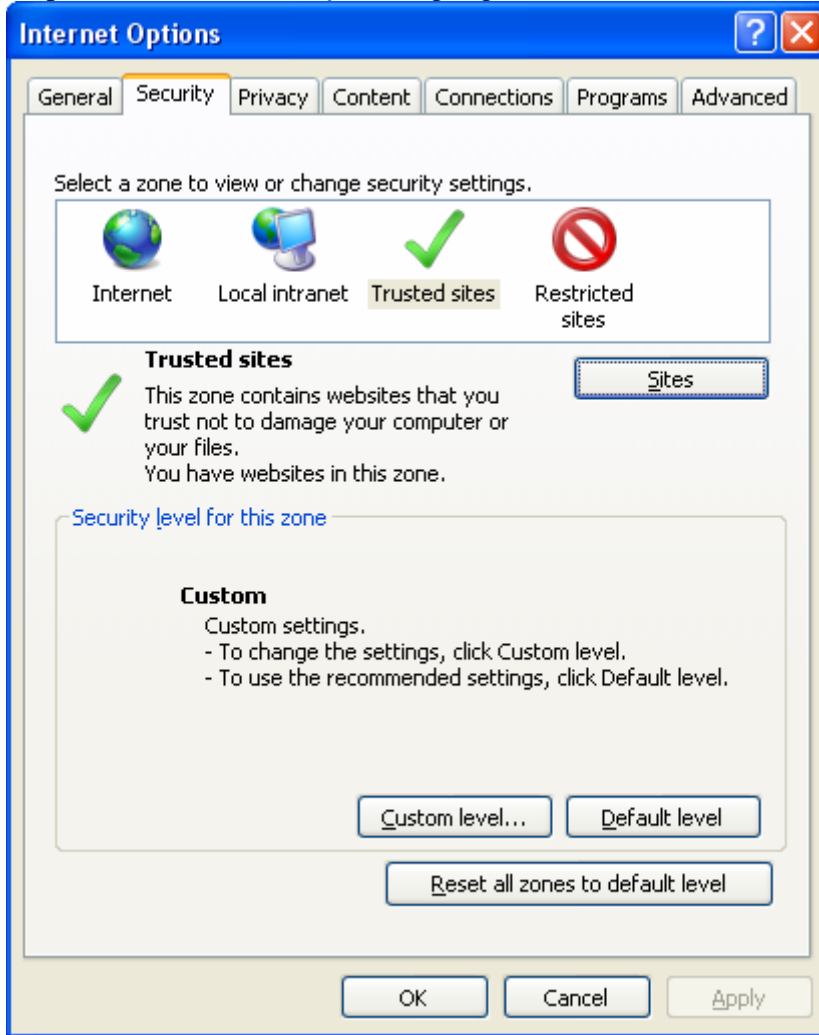 Internet Options
General Security Privacy Content Connections Programs Advanced
Select a zone to view or change security settings.
Internet Local intranet Trusted sites Restricted sites
Trusted sites
Sites
This zone contains websites that you
trust not to damage your computer or
your files.
You have websites in this zone.
Security level for this zone
Custom
Custom settings.
- To change the settings, click Custom level.
- To use the recommended settings, click Default level.
Custom level... Default level
Reset all zones to default level
OK Cancel Apply